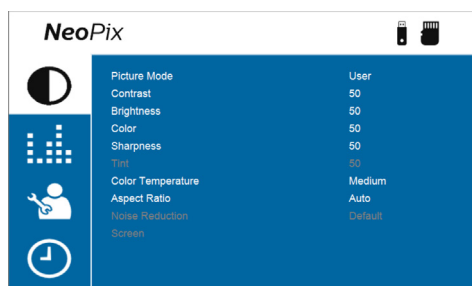 NeoPix
Picture Mode User
Contrast 50
Brightness 50
Color 50
Sharpness 50
Tint 50
Color Temperature Medium
Aspect Ratio Auto
Noise Reduction Default
Screen